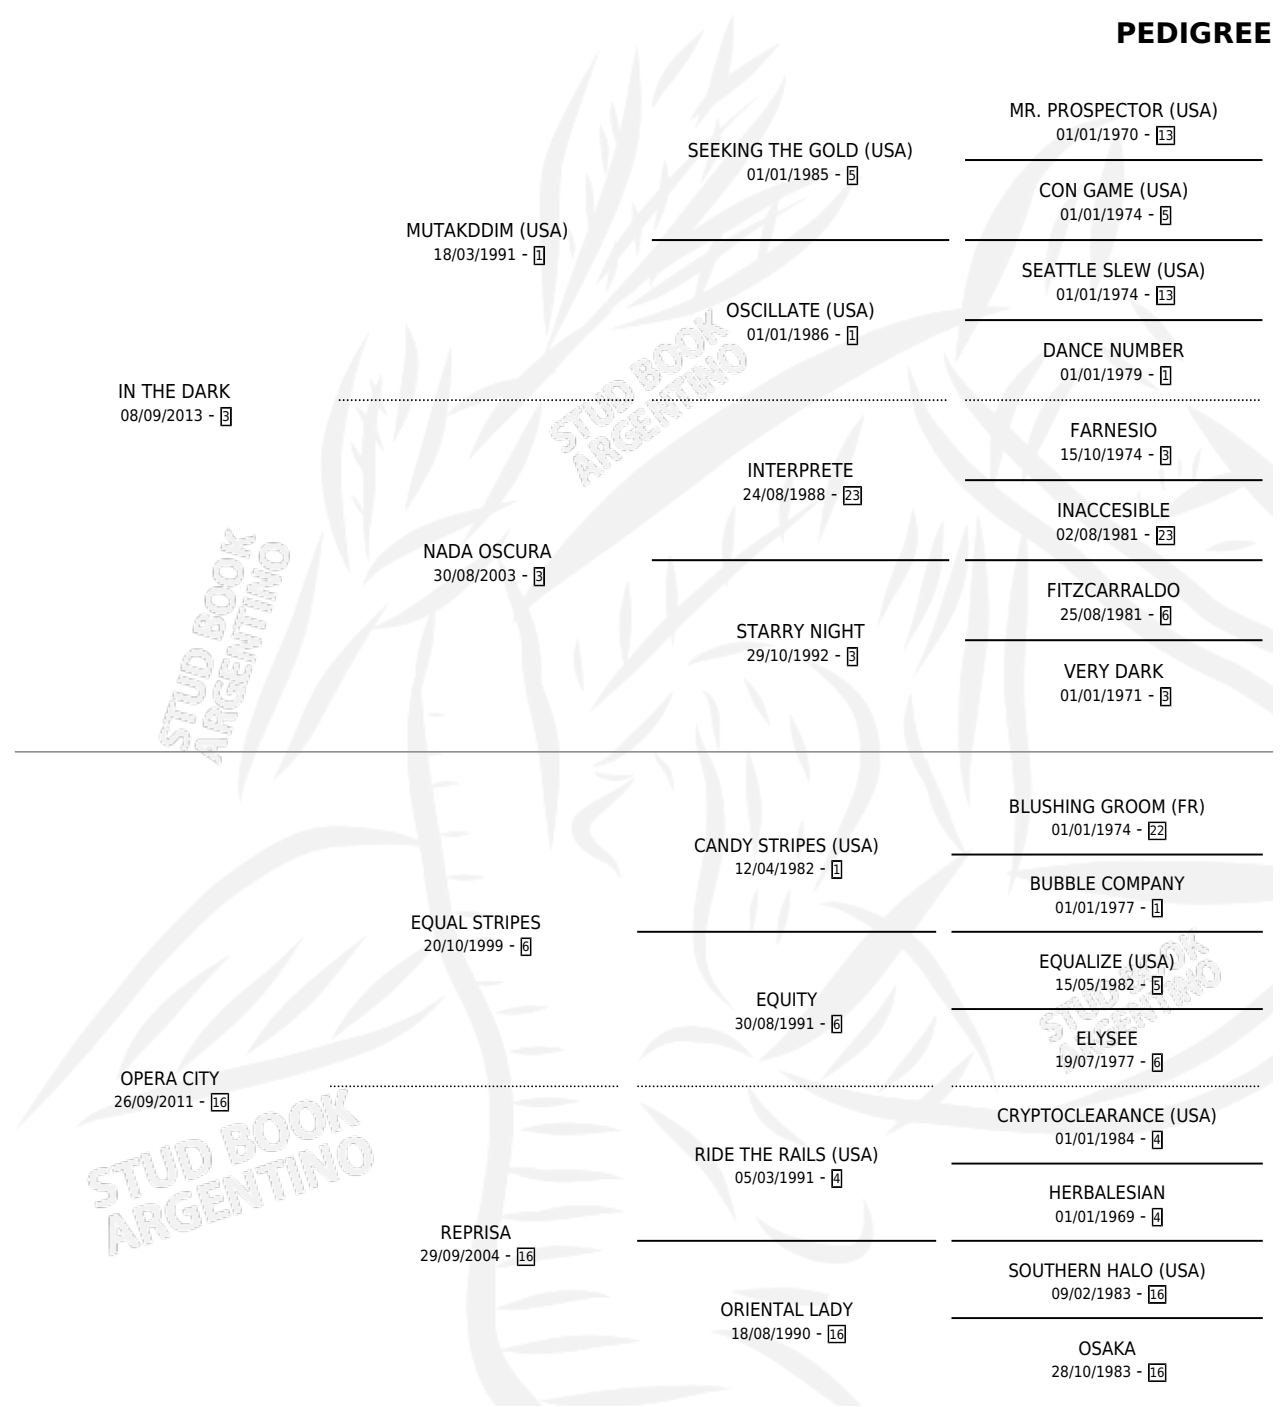 PEDIGREE
MR. PROSPECTOR (USA)
01/01/1970 - 13
SEEKING THE GOLD (USA)
01/01/1985 - 5
CON GAME (USA)
01/01/1974 - 5
MUTAKDDIM (USA)
18/03/1991 - 1
SEATTLE SLEW (USA)
01/01/1974 - 13
OSCILLATE (USA)
01/01/1986 - 1
DANCE NUMBER
01/01/1979 - 1
IN THE DARK
08/09/2013 - 3
FARNESIO
15/10/1974 - 3
INTERPRETE
24/08/1988 - 23
INACCESIBLE
02/08/1981 - 23
NADA OSCURA
30/08/2003 - 3
FITZCARRALDO
25/08/1981 - 6
STARRY NIGHT
29/10/1992 - 3
VERY DARK
01/01/1971 - 3
BLUSHING GROOM (FR)
01/01/1974 - 22
CANDY STRIPES (USA)
12/04/1982 - 1
BUBBLE COMPANY
01/01/1977 - 1
EQUAL STRIPES
20/10/1999 - 6
EQUALIZE (USA)
15/05/1982 - 5
EQUITY
30/08/1991 - 6
ELYSEE
19/07/1977 - 6
OPERA CITY
26/09/2011 - 16
CRYPTOCLEARANCE (USA)
01/01/1984 - 4
RIDE THE RAILS (USA)
05/03/1991 - 4
HERBALESIAN
01/01/1969 - 4
REPRISA
29/09/2004 - 16
SOUTHERN HALO (USA)
09/02/1983 - 16
ORIENTAL LADY
18/08/1990 - 16
OSAKA
28/10/1983 - 16
STUD BOOK
ARGENTINO
STUD BOOK
ARGENTINO
STUD BOOK
ARGENTINO
STUD BOOK
ARGENTINO